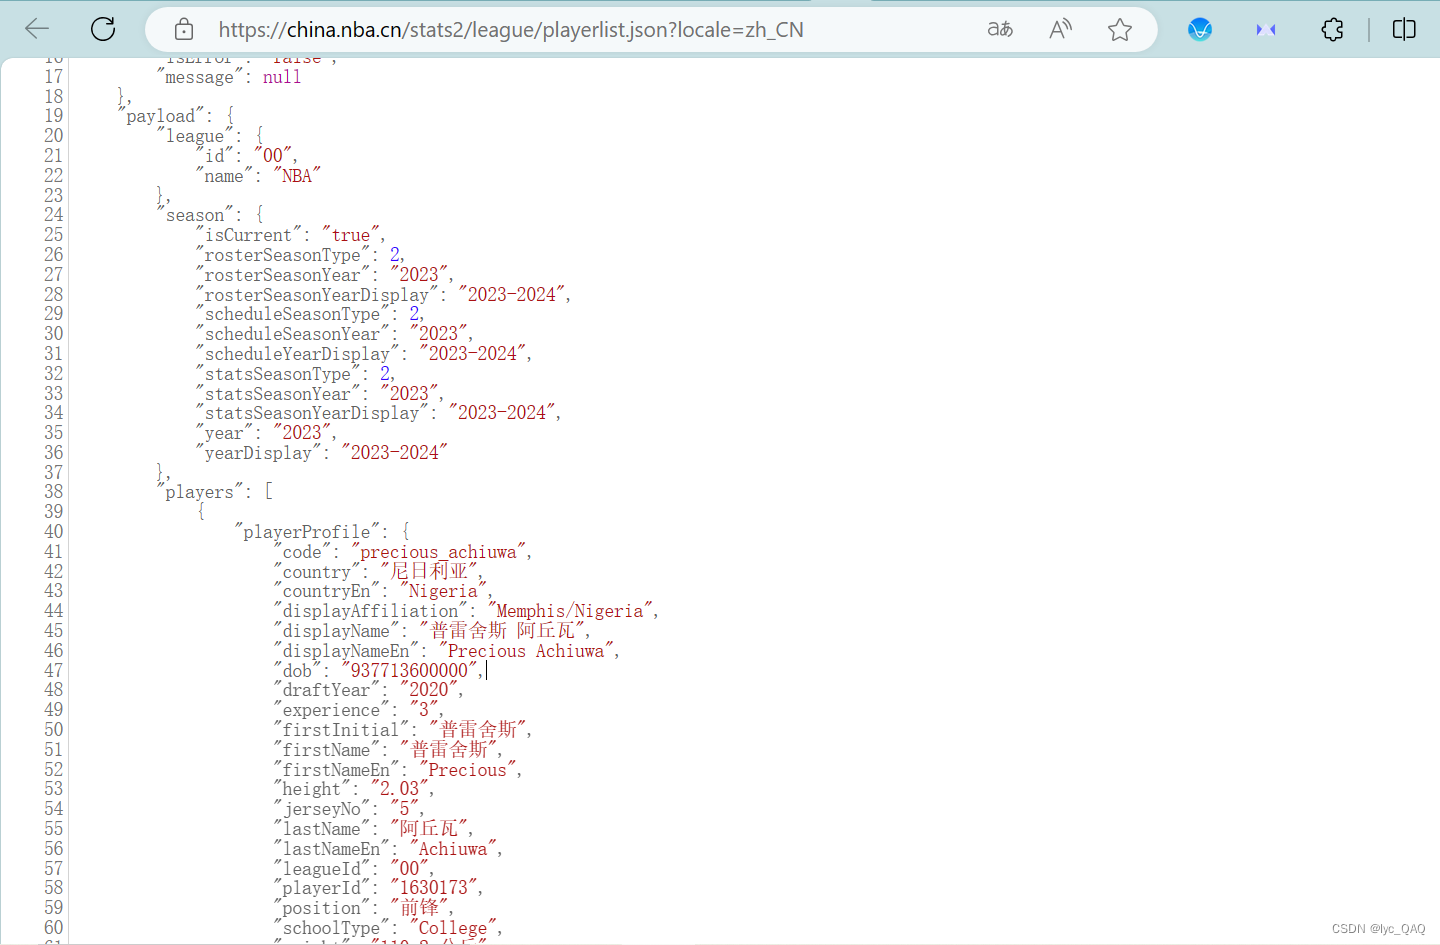 https://china.nba.cn/stats2/league/playerlist.json?locale=zh_CN
aあ
A
16 "isError": "false",
17 "message": null
18 },
19 "payload": {
20 "league": {
21 "id": "00",
22 "name": "NBA"
23 },
24 "season": {
25 "isCurrent": "true",
26 "rosterSeasonType": 2,
27 "rosterSeasonYear": "2023",
28 "rosterSeasonYearDisplay": "2023-2024",
29 "scheduleSeasonType": 2,
30 "scheduleSeasonYear": "2023",
31 "scheduleYearDisplay": "2023-2024",
32 "statsSeasonType": 2,
33 "statsSeasonYear": "2023",
34 "statsSeasonYearDisplay": "2023-2024",
35 "year": "2023",
36 "yearDisplay": "2023-2024"
37 },
38 "players": [
39 {
40 "playerProfile": {
41 "code": "precious_achiuwa",
42 "country": "尼日利亚",
43 "countryEn": "Nigeria",
44 "displayAffiliation": "Memphis/Nigeria",
45 "displayName": "普雷舍斯 阿丘瓦",
46 "displayNameEn": "Precious Achiuwa",
47 "dob": "937713600000",
48 "draftYear": "2020",
49 "experience": "3",
50 "firstInitial": "普雷舍斯",
51 "firstName": "普雷舍斯",
52 "firstNameEn": "Precious",
53 "height": "2.03",
54 "jerseyNo": "5",
55 "lastName": "阿丘瓦",
56 "lastNameEn": "Achiuwa",
57 "leagueId": "00",
58 "playerId": "1630173",
59 "position": "前锋",
60 "schoolType": "College",
CSDN @lyc_QAQ